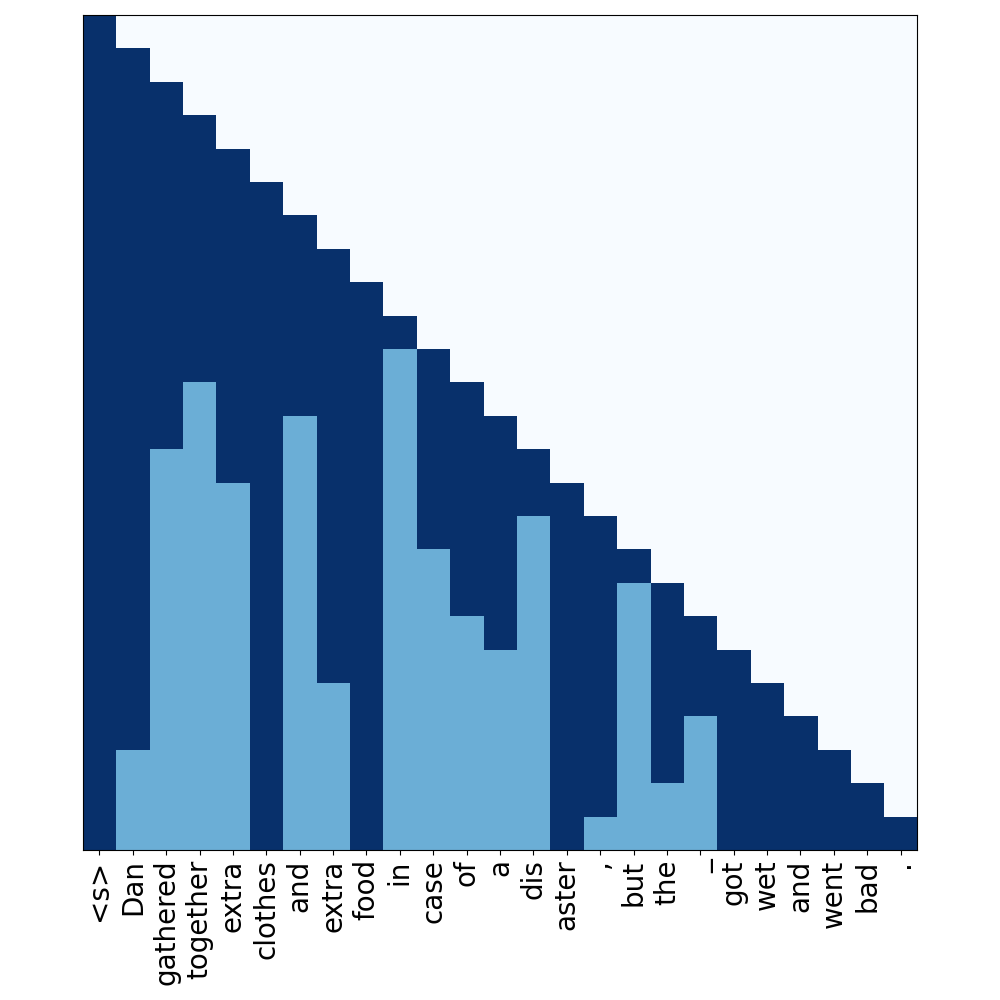 <s> Dan gathered together extra clothes and extra food in case of a dis aster , but the _ got wet and went bad .